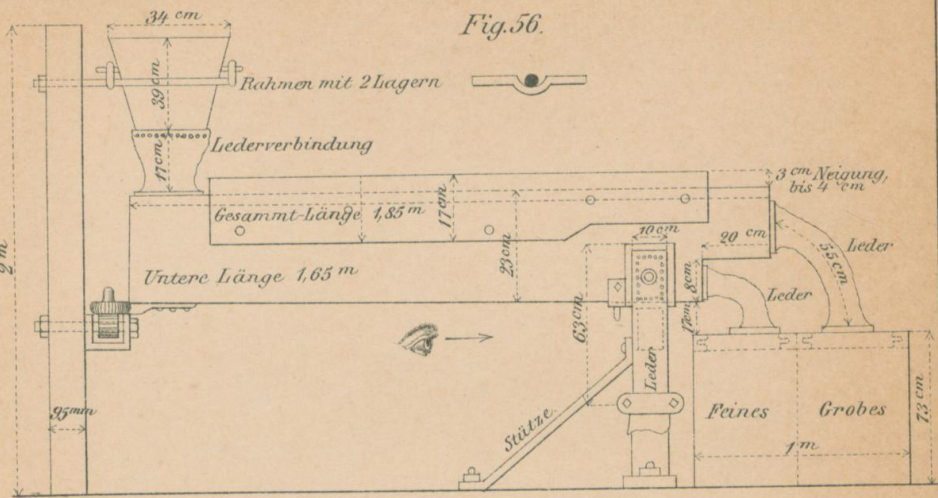 34 cm
Fig. 56.
39 cm
Rahmen mit 2 Lagern
Lederverbindung
17 cm
3 cm Neigung,
bis 4 cm
Gesammt-Länge 1,85 m
17 cm
10 cm
20 cm
Leder
55 cm
2 m
Untere Länge 1,65 m
23 cm
8 cm
Leder
63 cm
17 cm
Leder
95 mm
Stütze
Feines
Grobes
73 cm
1 m